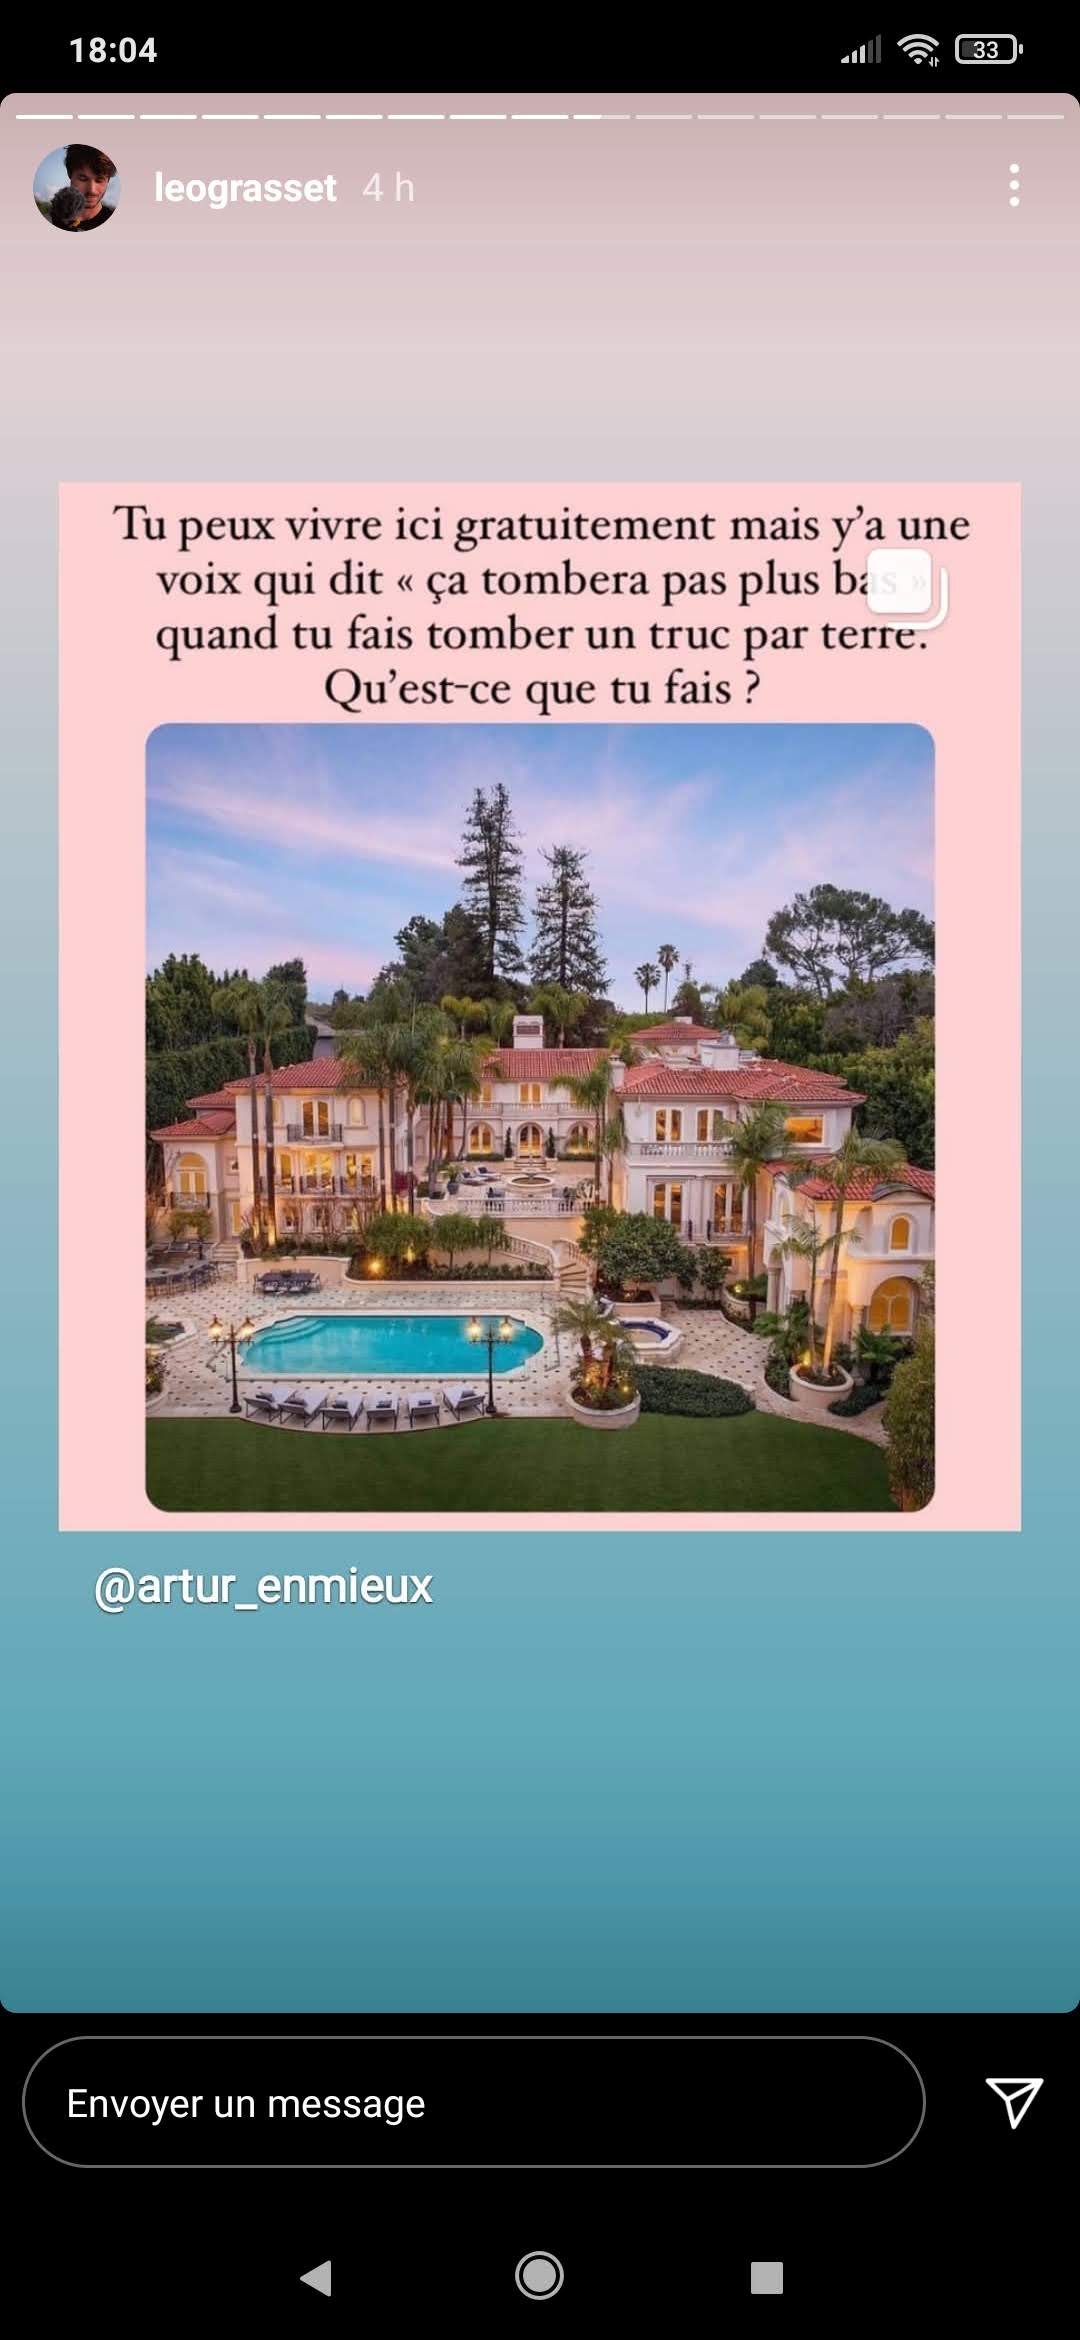 18:04
33
leograsset 4 h
Tu peux vivre ici gratuitement mais y’a une
voix qui dit « ça tombera pas plus bas »
quand tu fais tomber un truc par terre.
Qu’est-ce que tu fais ?
@artur_enmieux
Envoyer un message